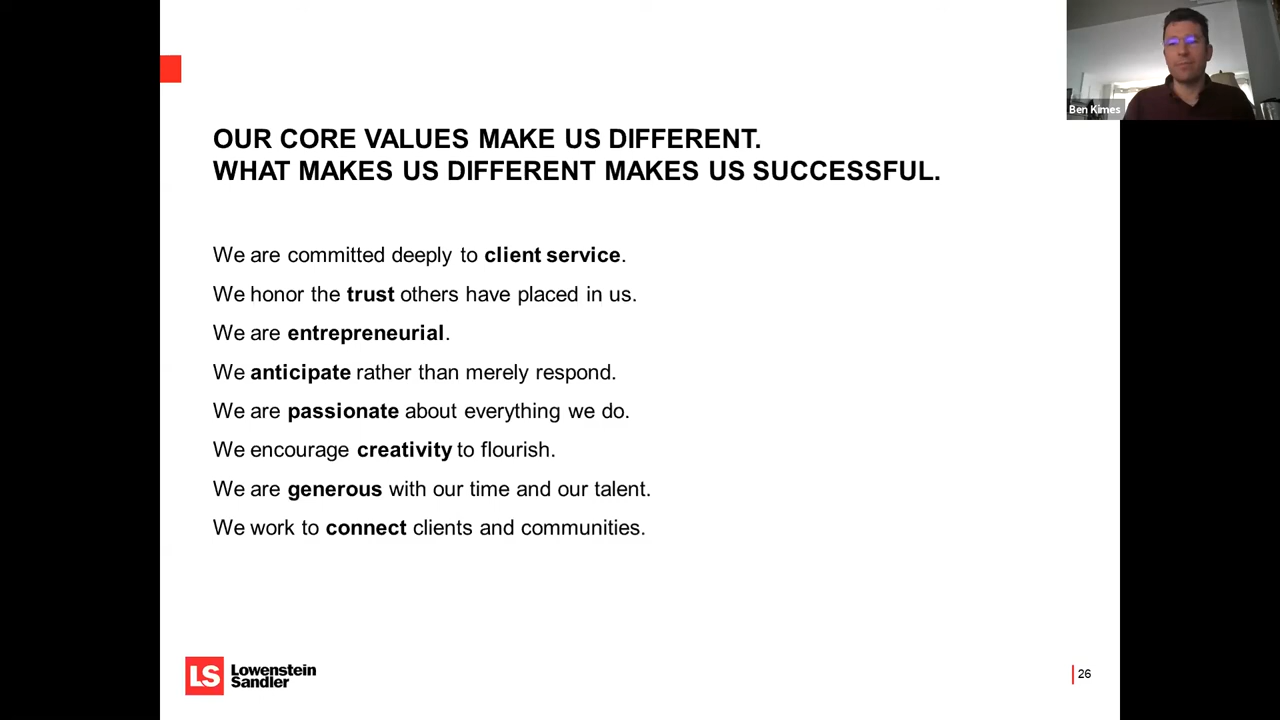 Ben Kimes
OUR CORE VALUES MAKE US DIFFERENT.
WHAT MAKES US DIFFERENT MAKES US SUCCESSFUL.
We are committed deeply to client service.
We honor the trust others have placed in us.
We are entrepreneurial.
We anticipate rather than merely respond.
We are passionate about everything we do.
We encourage creativity to flourish.
We are generous with our time and our talent.
We work to connect clients and communities.
LS
Lowenstein
Sandler
26